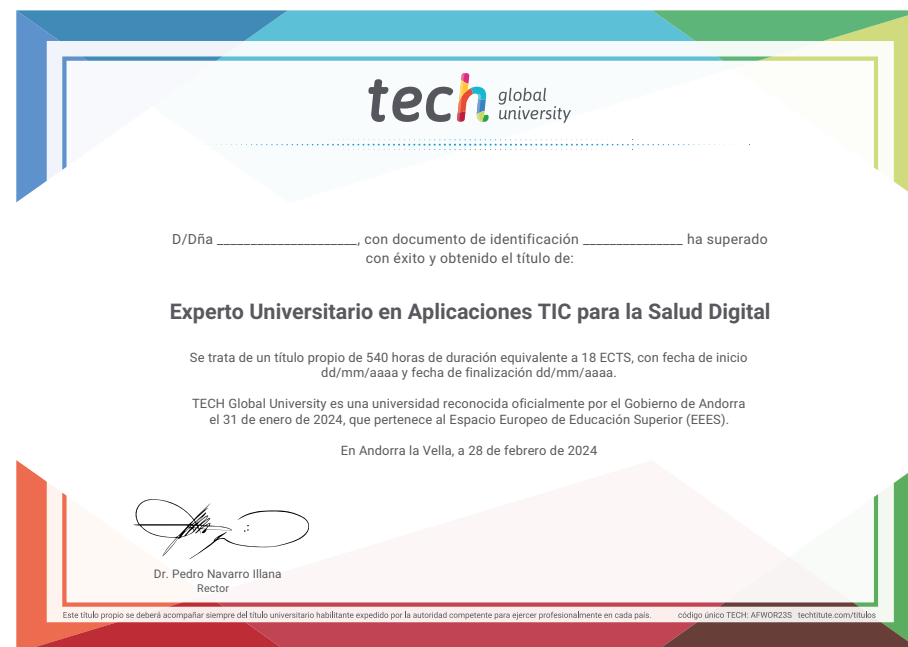 tech global university
D/Dña _____________________, con documento de identificación _______________ ha superado
con éxito y obtenido el título de:
Experto Universitario en Aplicaciones TIC para la Salud Digital
Se trata de un título propio de 540 horas de duración equivalente a 18 ECTS, con fecha de inicio
dd/mm/aaaa y fecha de finalización dd/mm/aaaa.
TECH Global University es una universidad reconocida oficialmente por el Gobierno de Andorra
el 31 de enero de 2024, que pertenece al Espacio Europeo de Educación Superior (EEES).
En Andorra la Vella, a 28 de febrero de 2024
Dr. Pedro Navarro Illana
Rector
Este título propio se deberá acompañar siempre del título universitario habilitante expedido por la autoridad competente para ejercer profesionalmente en cada país. código único TECH: AFWOR23S techtitute.com/titulos